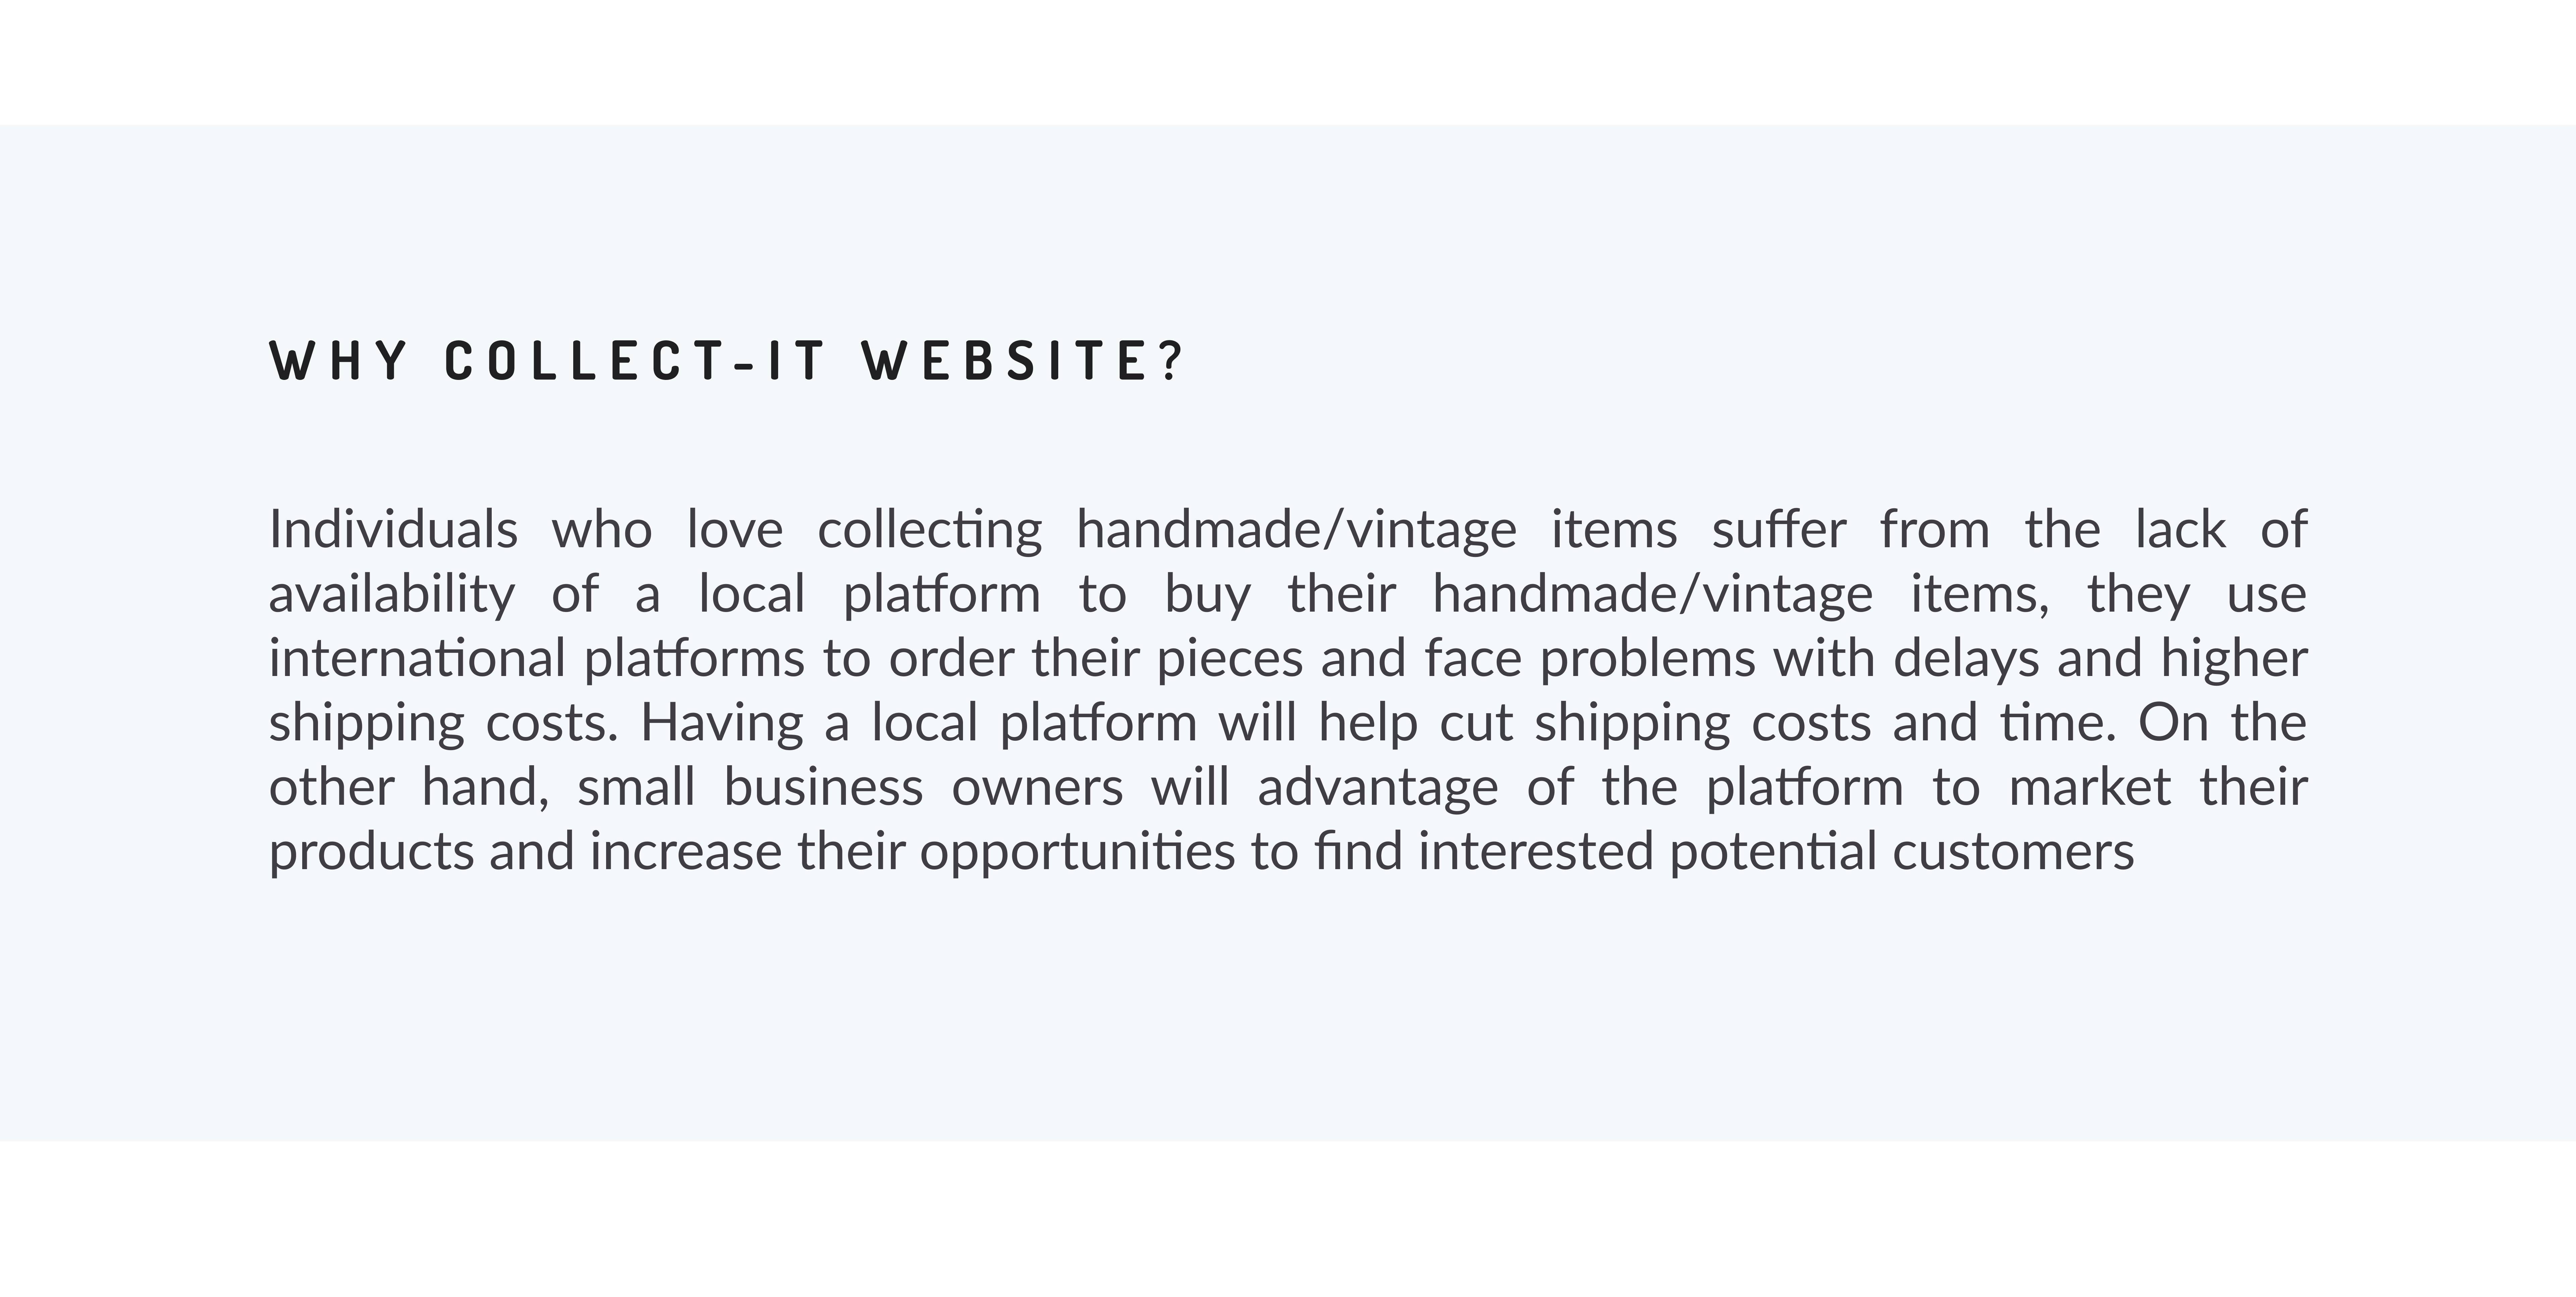 WHY COLLECT-IT WEBSITE?
Individuals who love collecting handmade/vintage items suffer from the lack of
availability of a local platform to buy their handmade/vintage items, they use
international platforms to order their pieces and face problems with delays and higher
shipping costs. Having a local platform will help cut shipping costs and time. On the
other hand, small business owners will advantage of the platform to market their
products and increase their opportunities to find interested potential customers